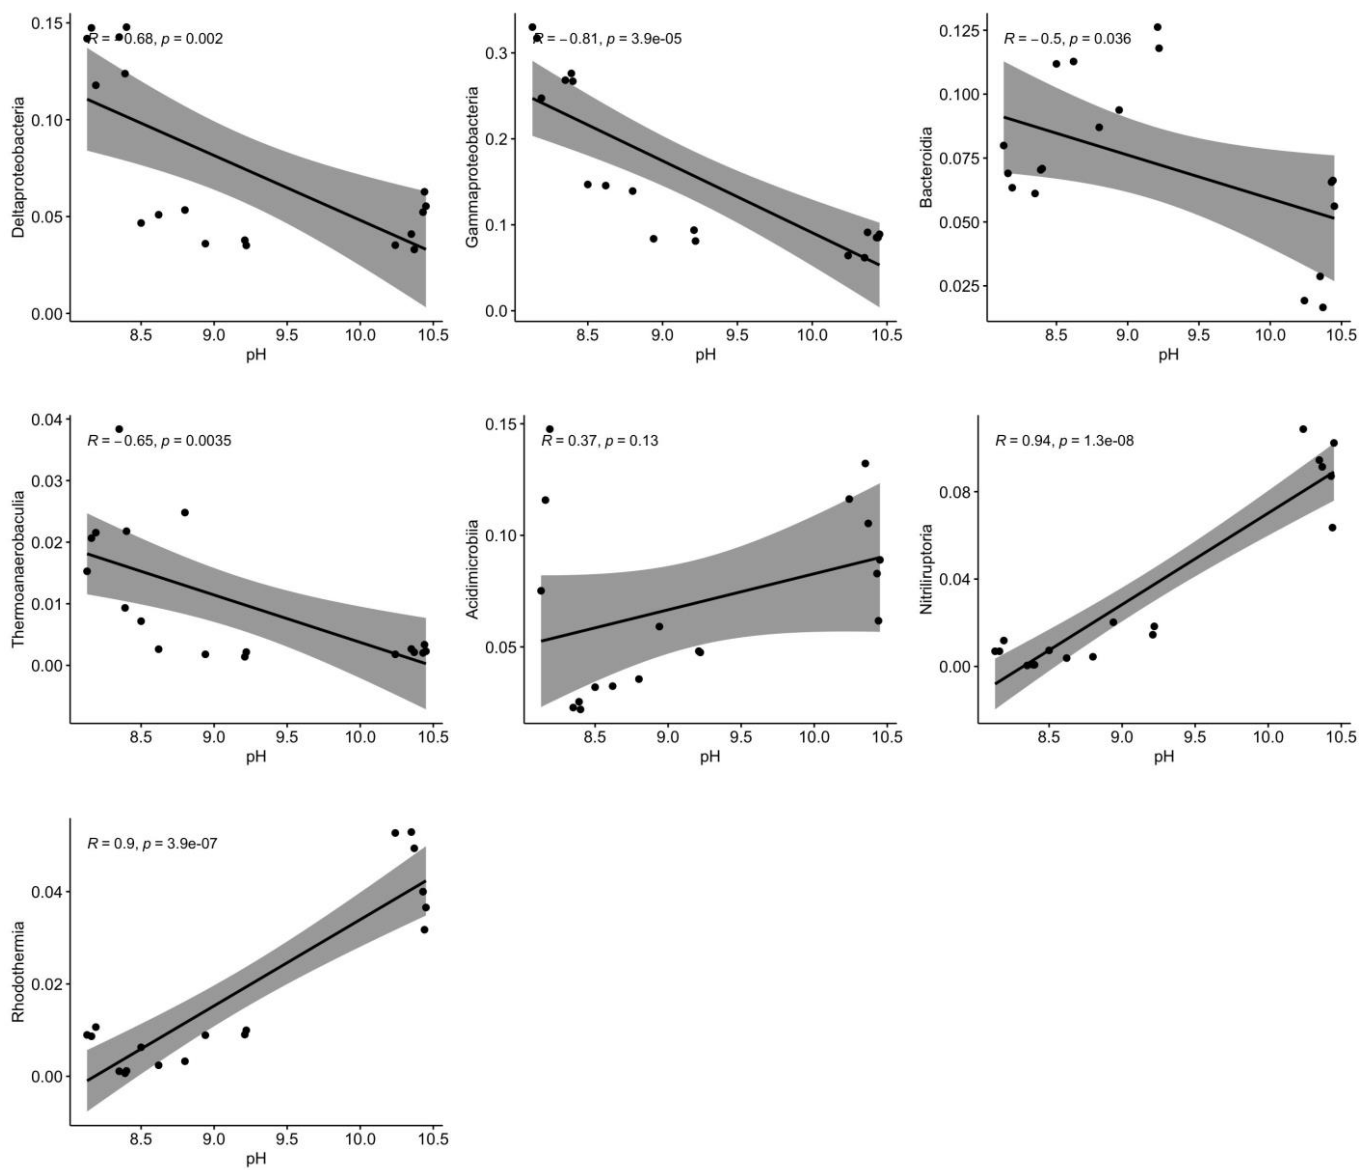 R = −0.68, p = 0.002
0.15
0.10
0.05
0.00
Deltaproteobacteria
8.5 9.0 9.5 10.0 10.5
pH
R = −0.81, p = 3.9e-05
0.3
0.2
0.1
0.0
Gammaproteobacteria
8.5 9.0 9.5 10.0 10.5
pH
R = −0.5, p = 0.036
0.125
0.100
0.075
0.050
0.025
Bacteroidia
8.5 9.0 9.5 10.0 10.5
pH
R = −0.65, p = 0.0035
0.04
0.03
0.02
0.01
0.00
Thermoanaerobaculia
8.5 9.0 9.5 10.0 10.5
pH
R = 0.37, p = 0.13
0.15
0.10
0.05
Acidimicrobiia
8.5 9.0 9.5 10.0 10.5
pH
R = 0.94, p = 1.3e-08
0.08
0.04
0.00
Nitriliruptoria
8.5 9.0 9.5 10.0 10.5
pH
R = 0.9, p = 3.9e-07
0.04
0.02
0.00
Rhodothermia
8.5 9.0 9.5 10.0 10.5
pH